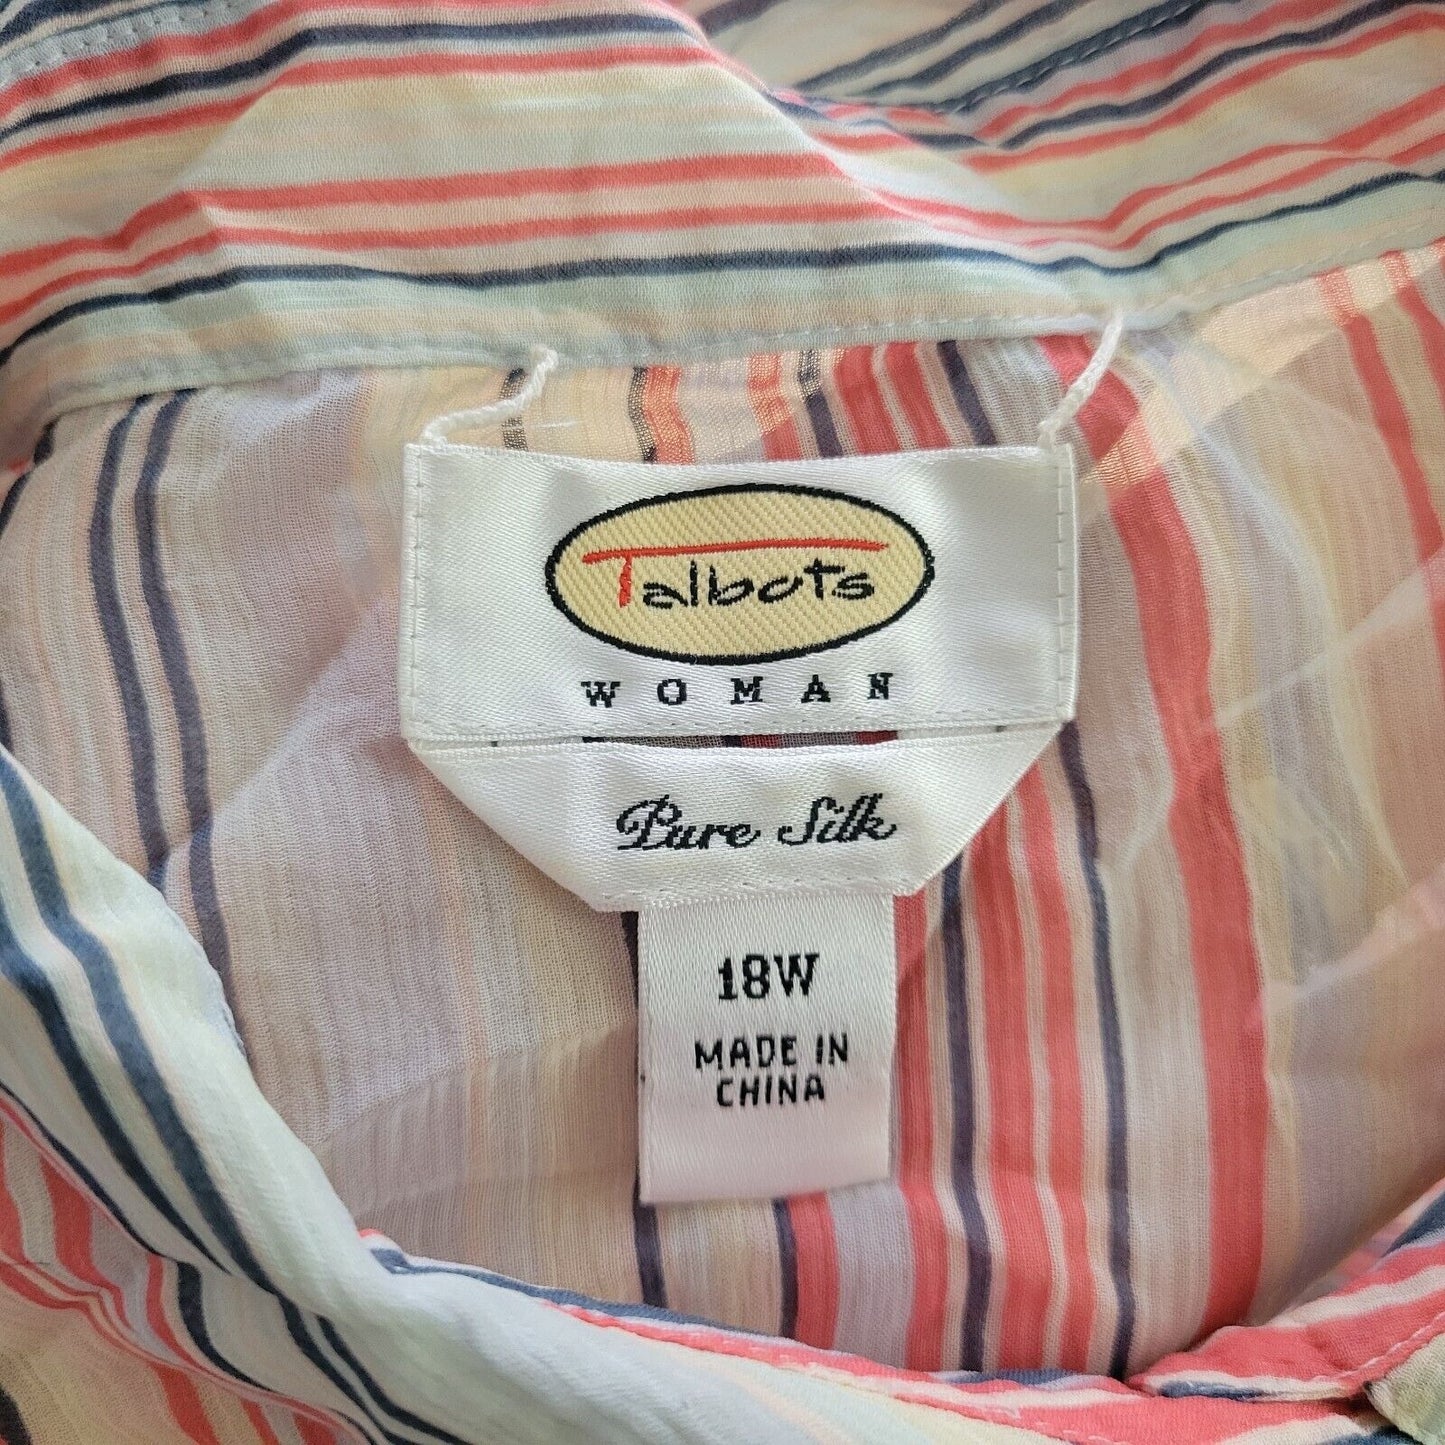 Talbots
WOMAN
Pure Silk
18W
MADE IN
CHINA